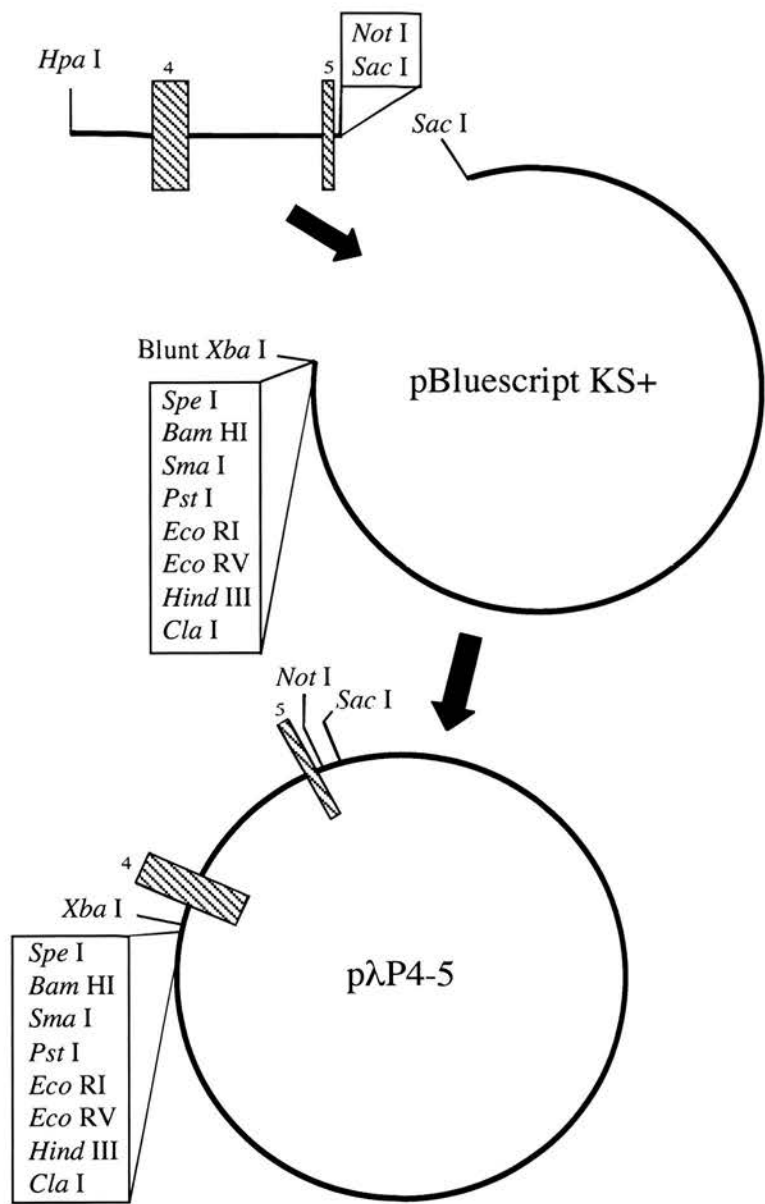 Hpa I
4
5
Not I
Sac I
Sac I
Blunt Xba I
pBluescript KS+
Spe I
Bam HI
Sma I
Pst I
Eco RI
Eco RV
Hind III
Cla I
Not I
5
Sac I
4
Xba I
Spe I
Bam HI
Sma I
Pst I
Eco RI
Eco RV
Hind III
Cla I
pλP4-5